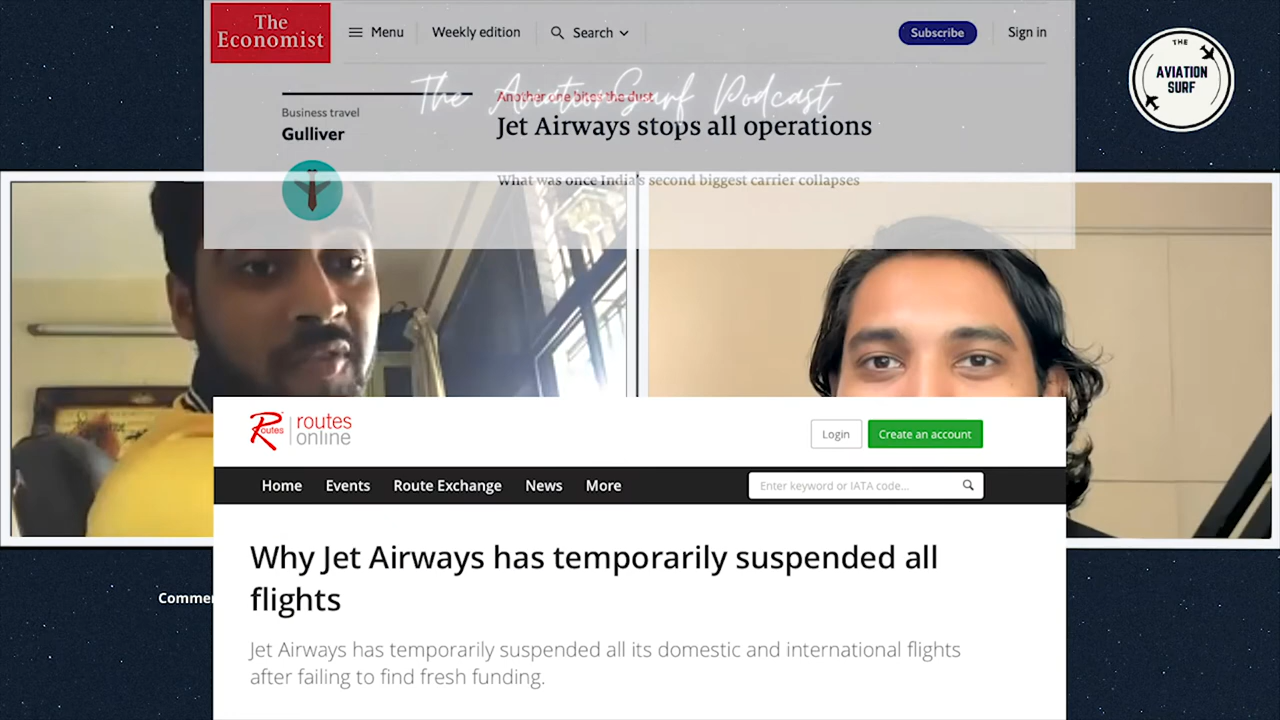 The
Economist
Menu
Weekly edition
Search
Subscribe
Sign in
THE
AVIATION
SURF
The Aviation Surf Podcast
Another one bites the dust
Business travel
Gulliver
Jet Airways stops all operations
What was once India's second biggest carrier collapses
Routes
routes
online
Login
Create an account
Home
Events
Route Exchange
News
More
Enter keyword or IATA code...
Why Jet Airways has temporarily suspended all
flights
Commen
Jet Airways has temporarily suspended all its domestic and international flights
after failing to find fresh funding.